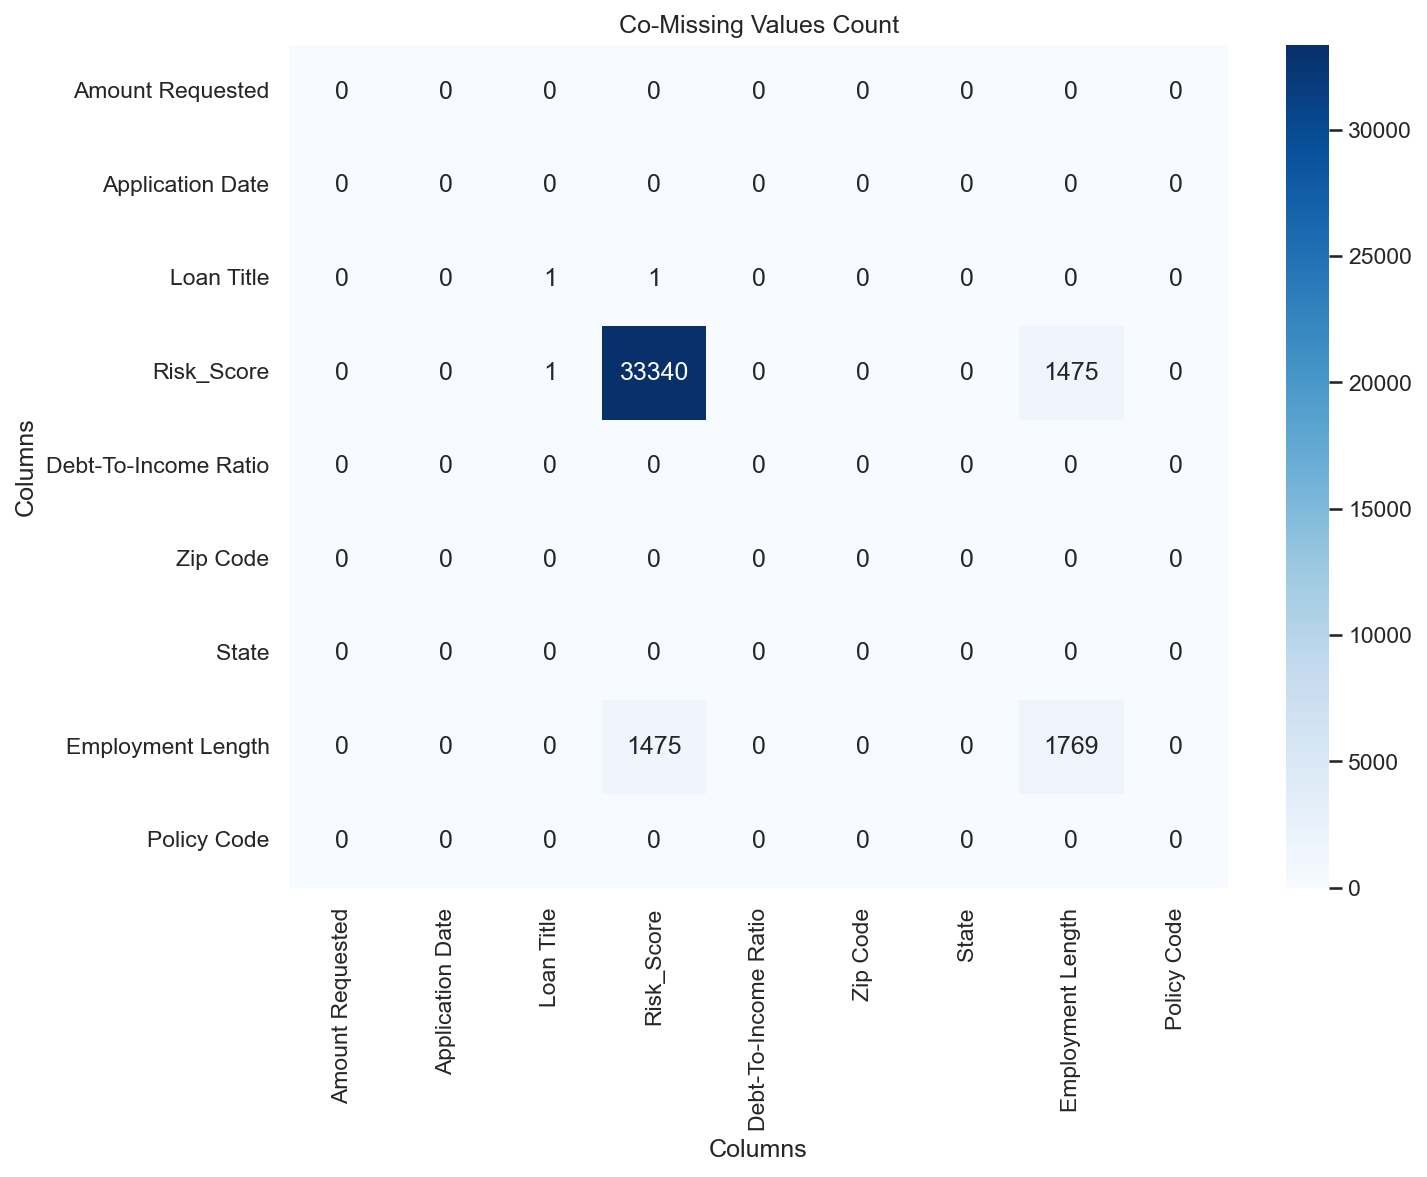 Co-Missing Values Count
Amount Requested 0 0 0 0 0 0 0 0 0
Application Date 0 0 0 0 0 0 0 0 0
Loan Title 0 0 1 1 0 0 0 0 0
Risk_Score 0 0 1 33340 0 0 0 1475 0
Debt-To-Income Ratio 0 0 0 0 0 0 0 0 0
Zip Code 0 0 0 0 0 0 0 0 0
State 0 0 0 0 0 0 0 0 0
Employment Length 0 0 0 1475 0 0 0 1769 0
Policy Code 0 0 0 0 0 0 0 0 0
Columns
Amount Requested
Application Date
Loan Title
Risk_Score
Debt-To-Income Ratio
Zip Code
State
Employment Length
Policy Code
Columns
30000
25000
20000
15000
10000
5000
0